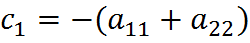 c₁ = −(a₁₁ + a₂₂)